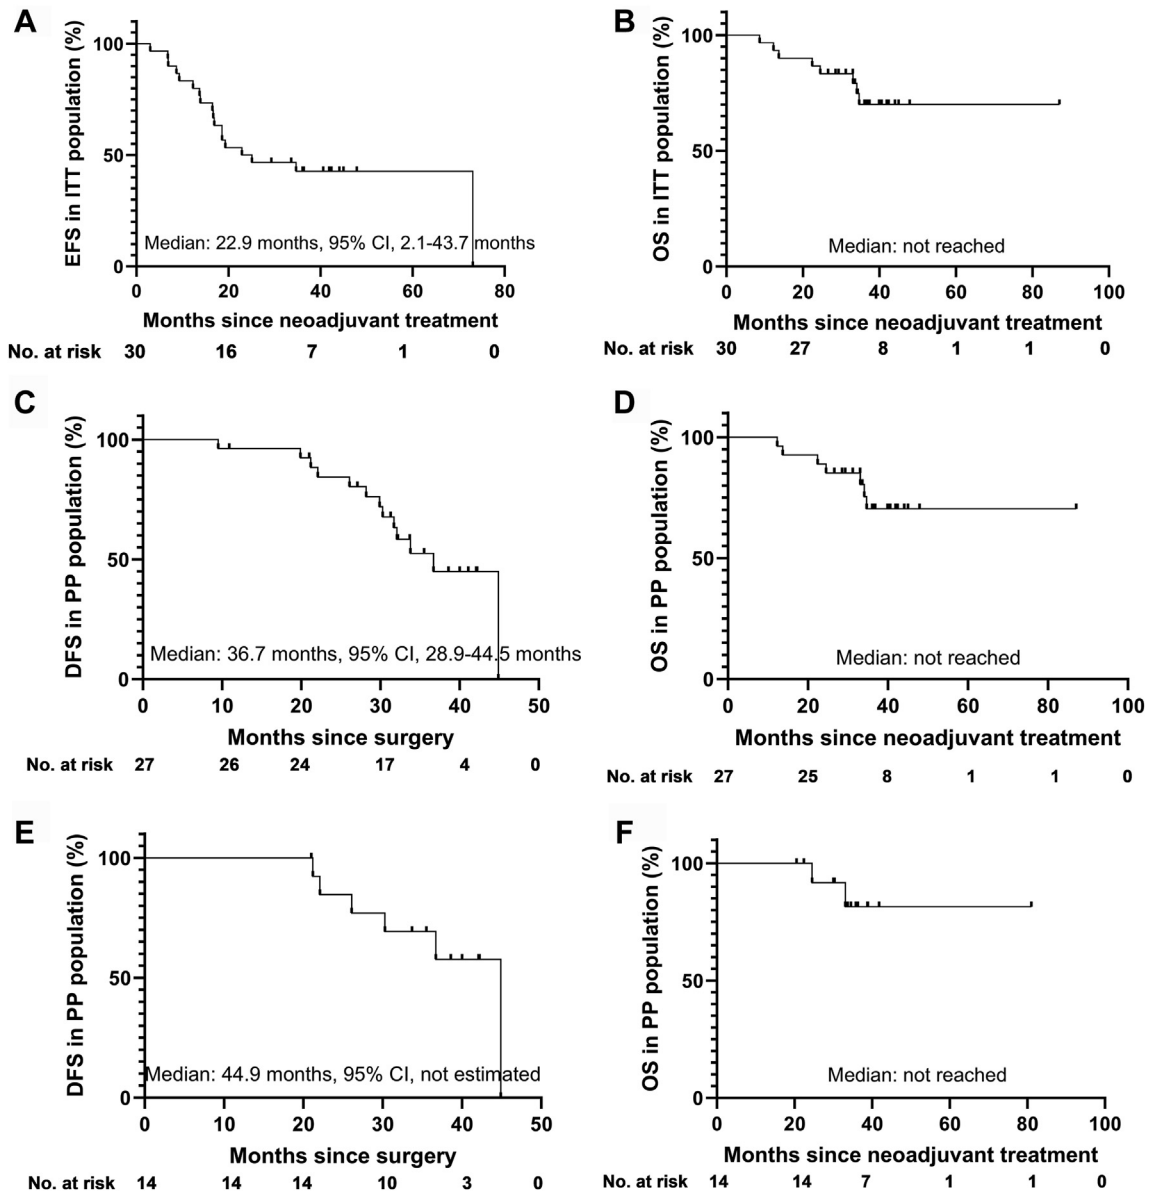 A
EFS in ITT population (%)
100
50
0
Median: 22.9 months, 95% CI, 2.1-43.7 months
0 20 40 60 80
Months since neoadjuvant treatment
No. at risk 30 16 7 1 0
B
OS in ITT population (%)
100
50
0
Median: not reached
0 20 40 60 80 100
Months since neoadjuvant treatment
No. at risk 30 27 8 1 1 0
C
DFS in PP population (%)
100
50
0
Median: 36.7 months, 95% CI, 28.9-44.5 months
0 10 20 30 40 50
Months since surgery
No. at risk 27 26 24 17 4 0
D
OS in PP population (%)
100
50
0
Median: not reached
0 20 40 60 80 100
Months since neoadjuvant treatment
No. at risk 27 25 8 1 1 0
E
DFS in PP population (%)
100
50
0
Median: 44.9 months, 95% CI, not estimated
0 10 20 30 40 50
Months since surgery
No. at risk 14 14 14 10 3 0
F
OS in PP population (%)
100
50
0
Median: not reached
0 20 40 60 80 100
Months since neoadjuvant treatment
No. at risk 14 14 7 1 1 0